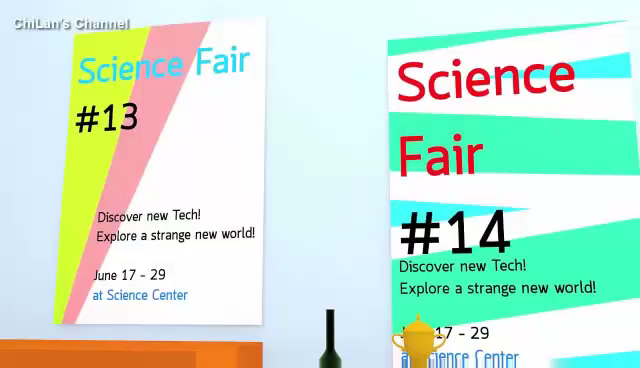 ChiLan's Channel
Science Fair
#13
Discover new Tech!
Explore a strange new world!
June 17 - 29
at Science Center
Science
Fair
#14
Discover new Tech!
Explore a strange new world!
17 - 29
Science Center